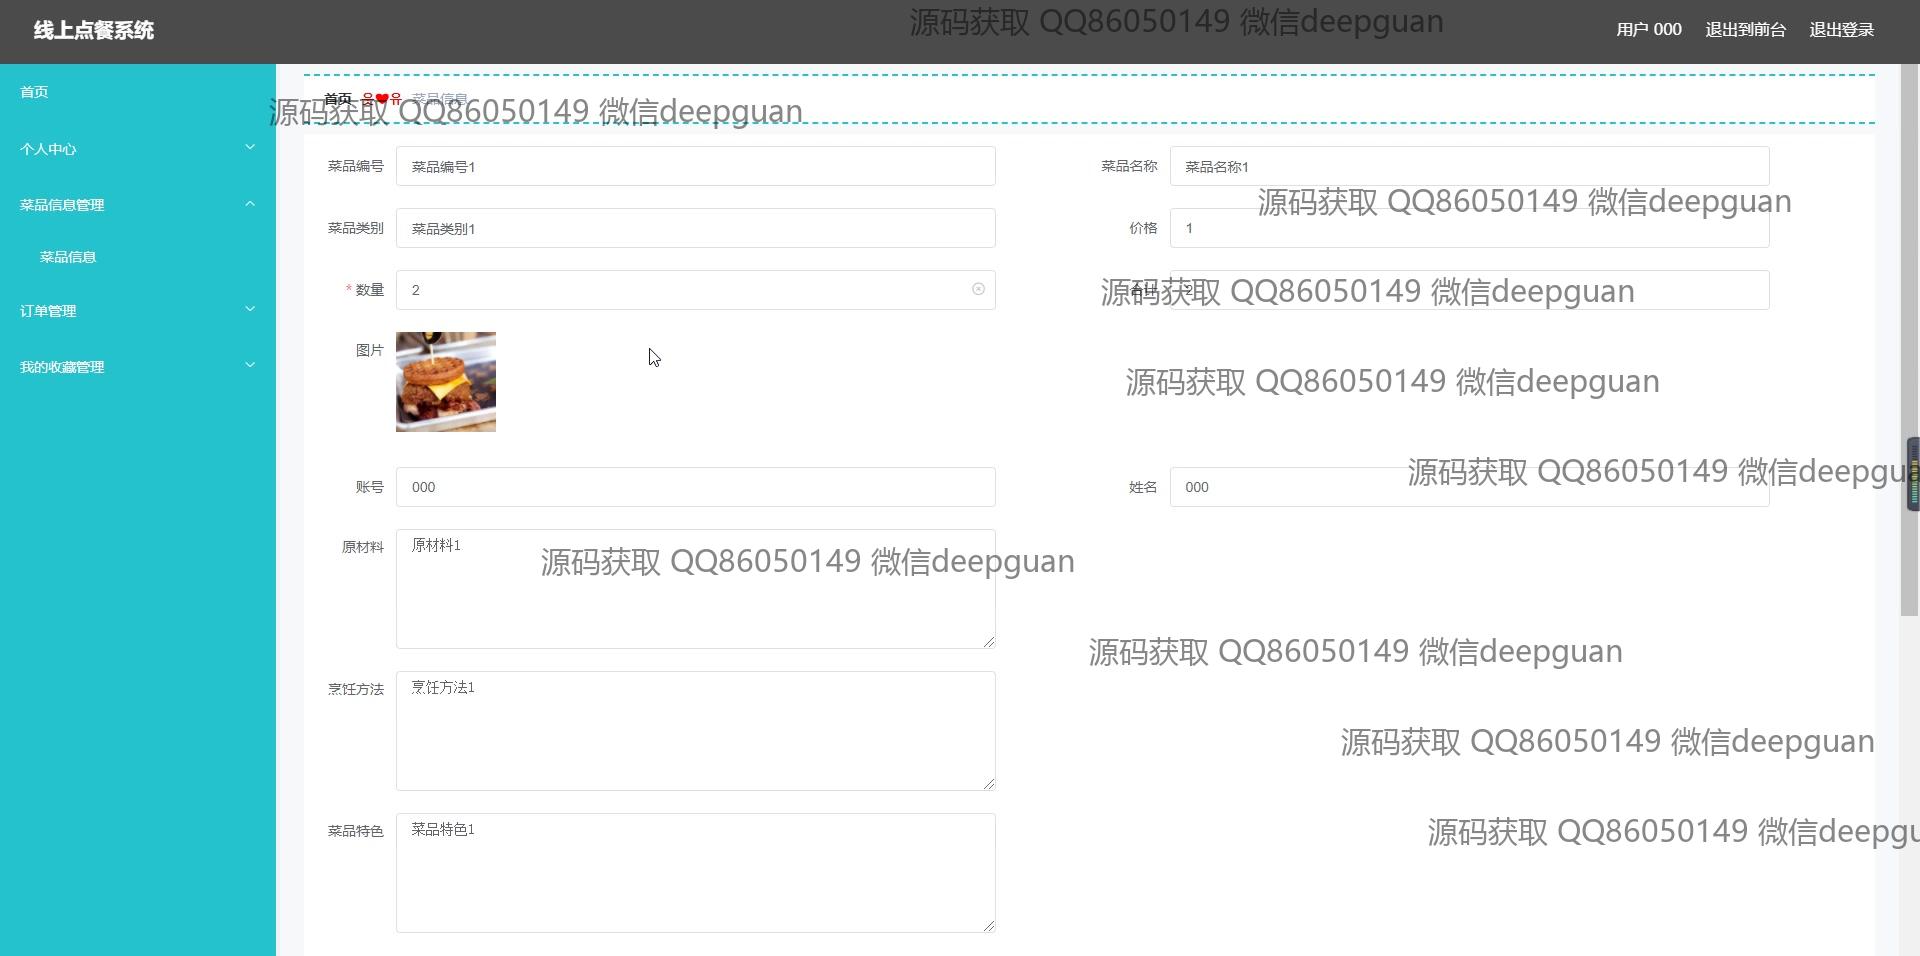 线上点餐系统
源码获取 QQ86050149 微信deepguan
用户 000 退出到前台 退出登录
首页
首页 웃❤유 菜品信息
源码获取 QQ86050149 微信deepguan
个人中心
菜品编号 菜品编号1
菜品名称 菜品名称1
源码获取 QQ86050149 微信deepguan
菜品信息管理
菜品类别 菜品类别1
价格 1
菜品信息
* 数量 2
合计 2
源码获取 QQ86050149 微信deepguan
订单管理
图片
我的收藏管理
源码获取 QQ86050149 微信deepguan
源码获取 QQ86050149 微信deepgua
账号 000
姓名 000
原材料 原材料1
源码获取 QQ86050149 微信deepguan
源码获取 QQ86050149 微信deepguan
烹饪方法 烹饪方法1
源码获取 QQ86050149 微信deepguan
菜品特色 菜品特色1
源码获取 QQ86050149 微信deepgu